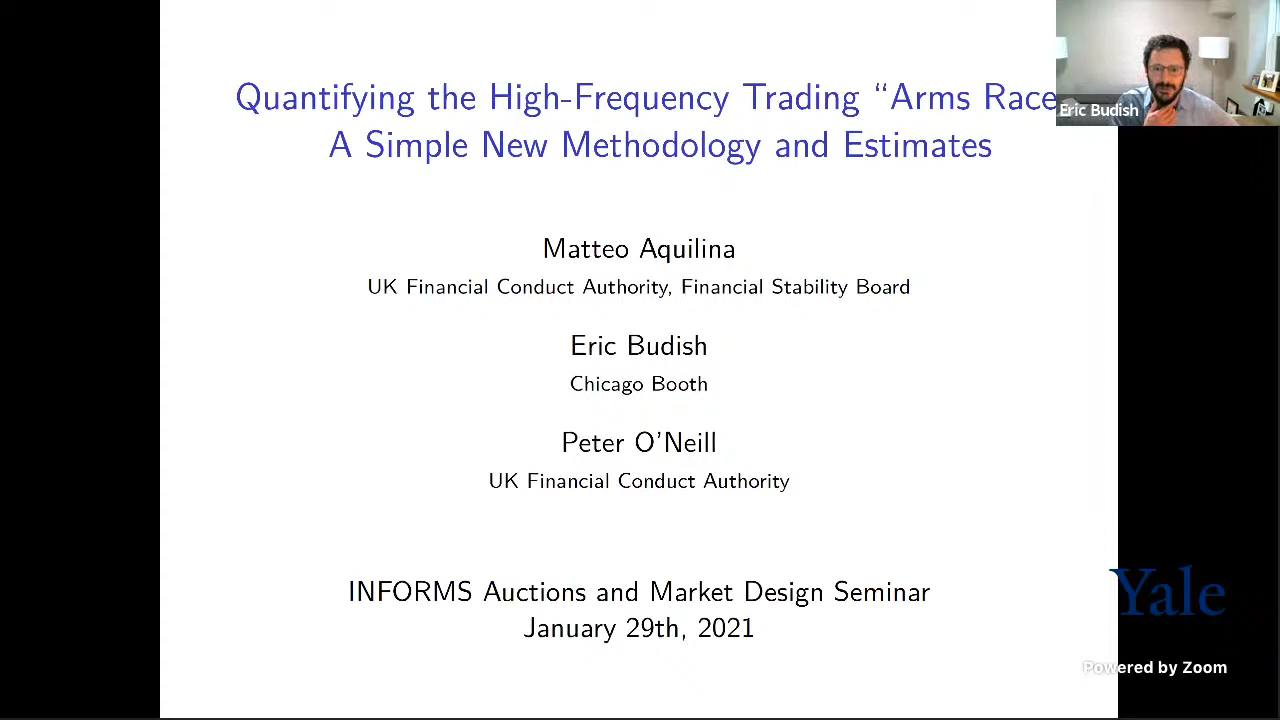 Quantifying the High-Frequency Trading “Arms Race
A Simple New Methodology and Estimates
Eric Budish
Matteo Aquilina
UK Financial Conduct Authority, Financial Stability Board
Eric Budish
Chicago Booth
Peter O'Neill
UK Financial Conduct Authority
INFORMS Auctions and Market Design Seminar
January 29th, 2021
Yale
Powered by Zoom